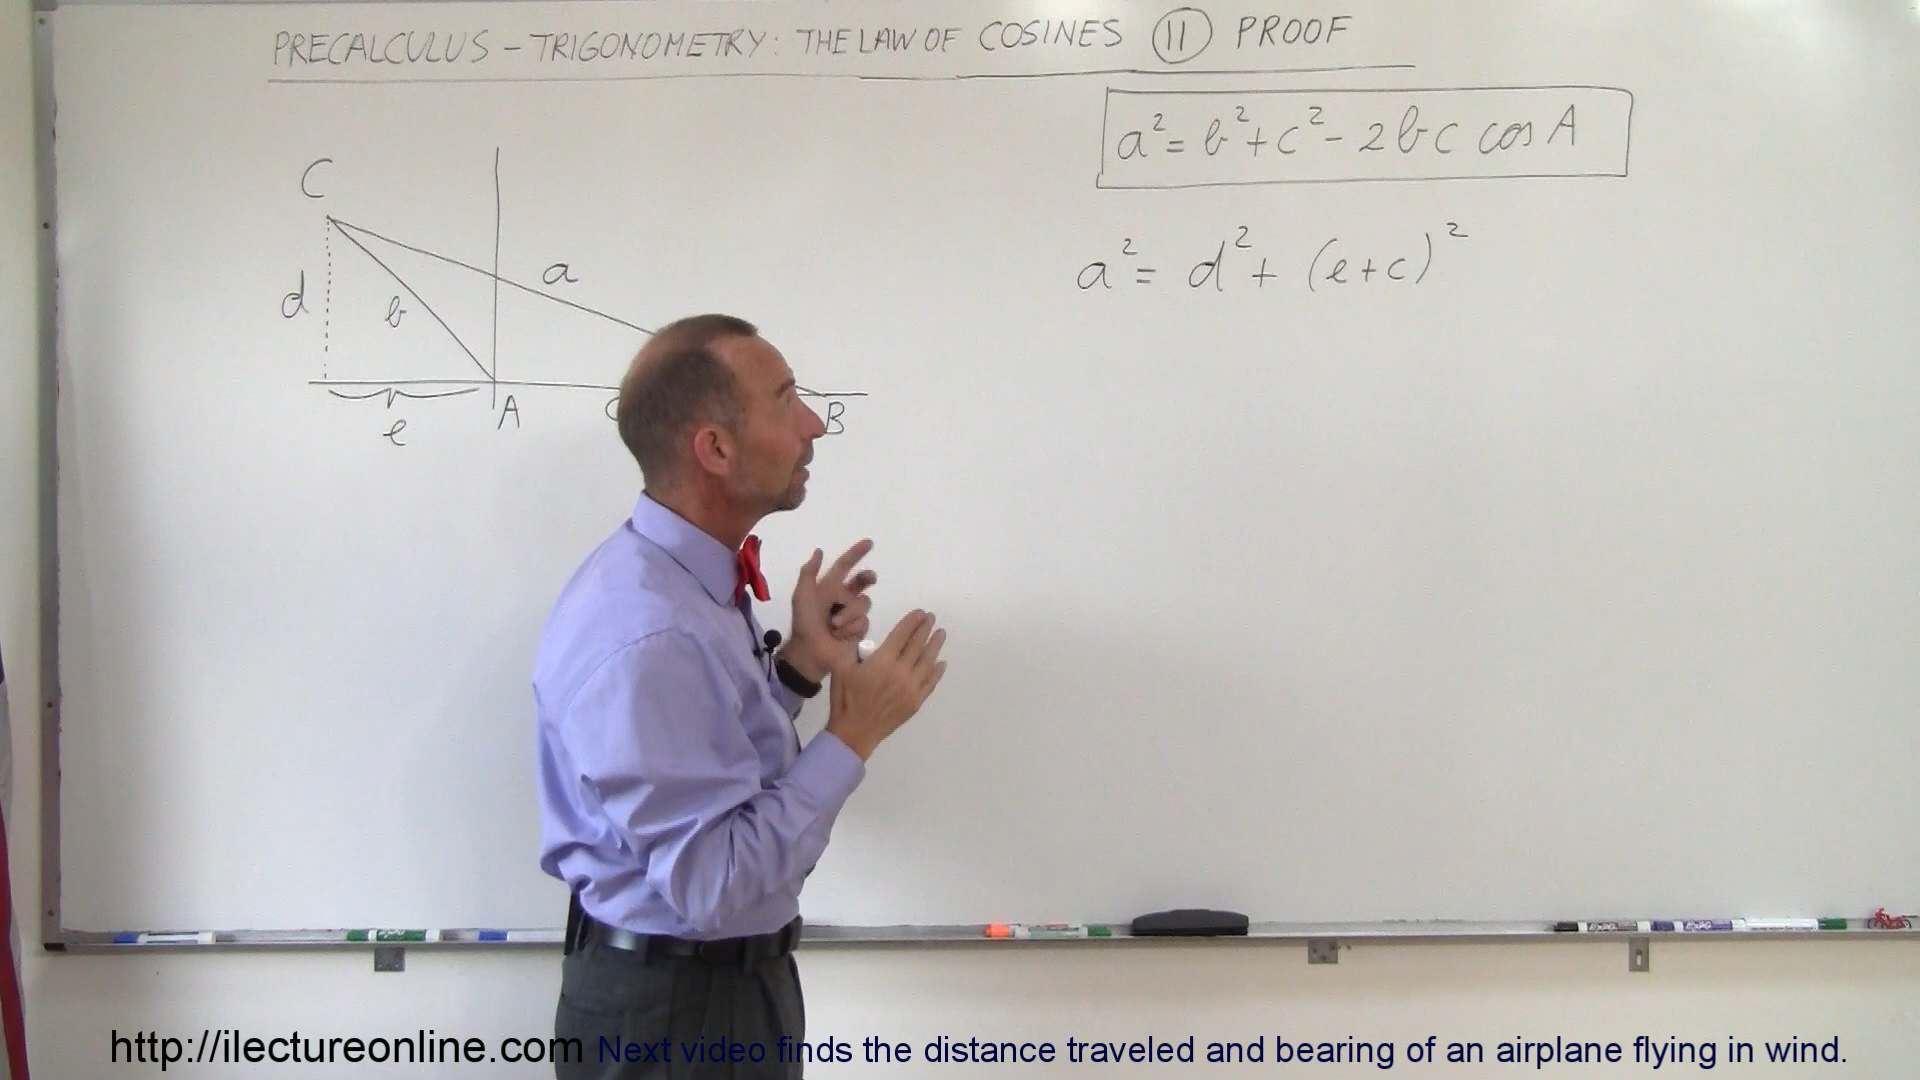 PRECALCULUS - TRIGONOMETRY: THE LAW OF COSINES 11 PROOF
a² = b² + c² - 2bc cos A
a² = d² + (e+c)²
C
a
d
b
A
B
e
http://ilectureonline.com Next video finds the distance traveled and bearing of an airplane flying in wind.